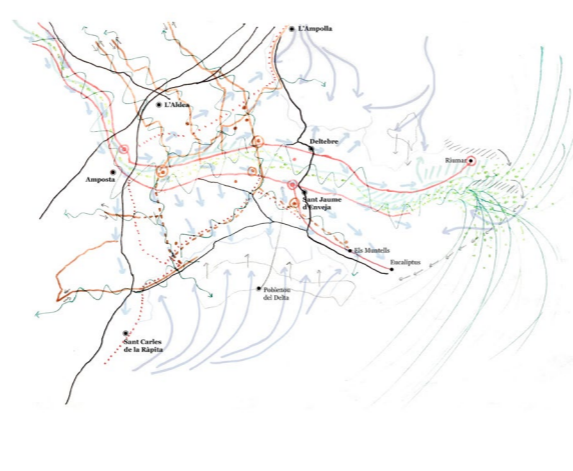 L'Ampolla
L'Aldea
Deltebre
Riumar
Amposta
Sant Jaume
d'Enveja
Els Muntells
Eucaliptus
Poblenou
del Delta
Sant Carles
de la Ràpita